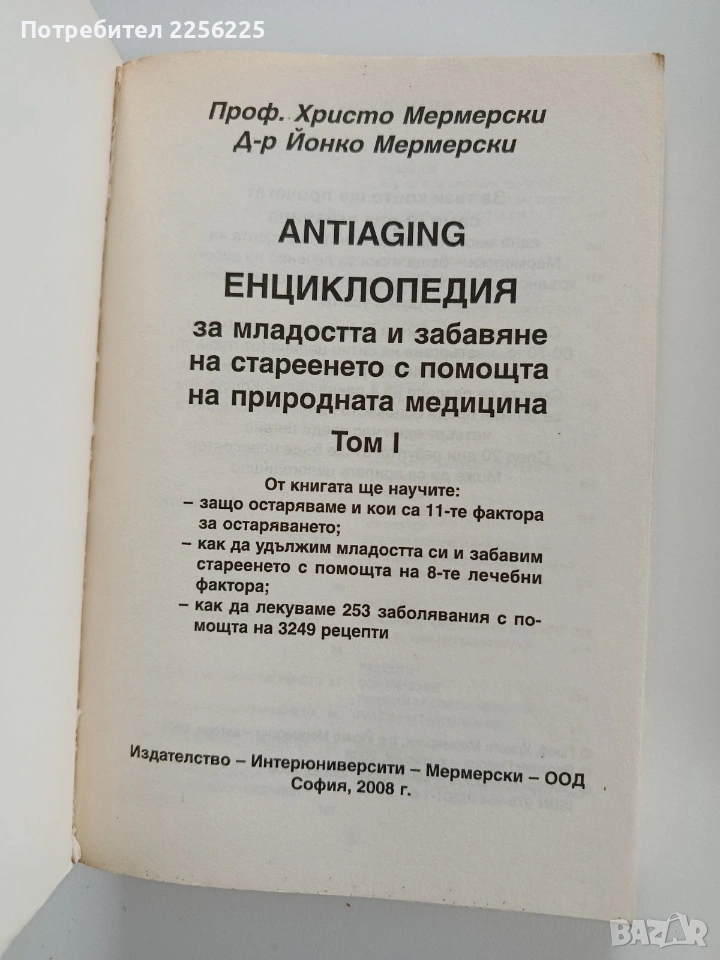 Потребител 2256225
Проф. Христо Мермерски
Д-р Йонко Мермерски
ANTIAGING
ЕНЦИКЛОПЕДИЯ
за младостта и забавяне
на стареенето с помощта
на природната медицина
Том I
От книгата ще научите:
– защо остаряваме и кои са 11-те фактора
за остаряването;
– как да удължим младостта си и забавим
стареенето с помощта на 8-те лечебни
фактора;
– как да лекуваме 253 заболявания с по-
мощта на 3249 рецепти
Издателство – Интерюниверсити – Мермерски – ООД
София, 2008 г.
BAZAR